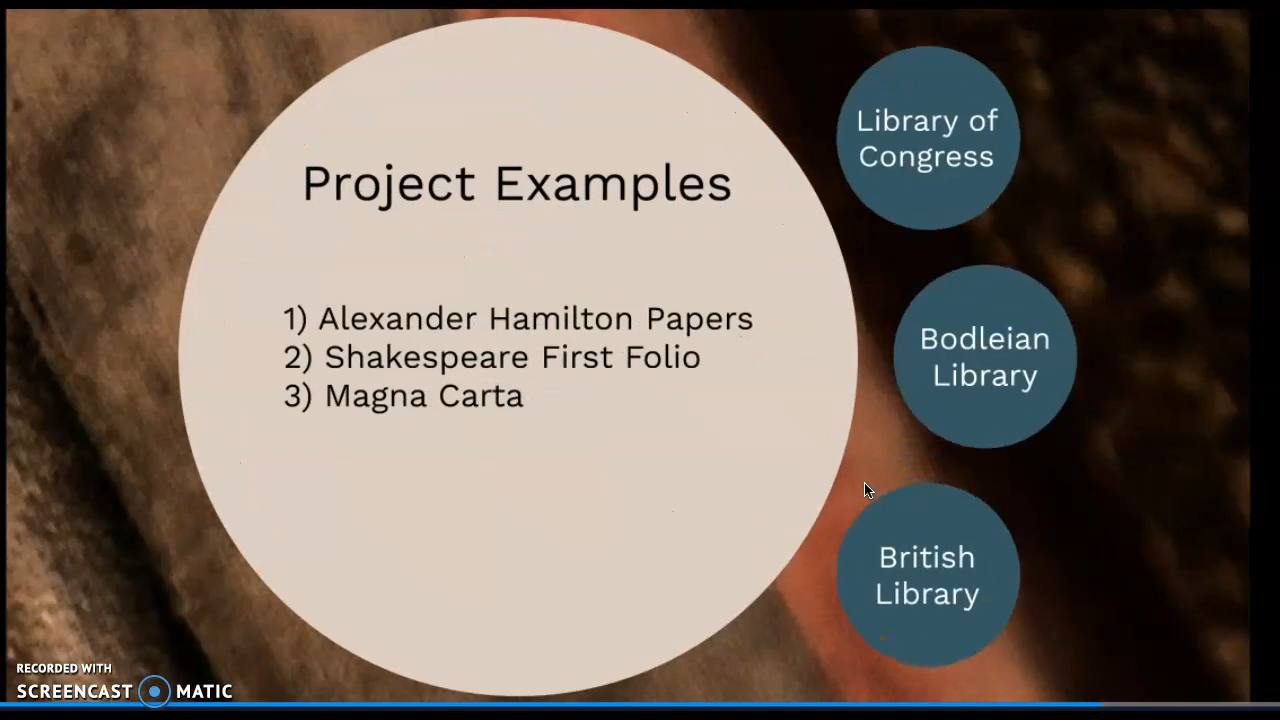 Project Examples
1) Alexander Hamilton Papers
2) Shakespeare First Folio
3) Magna Carta
Library of
Congress
Bodleian
Library
British
Library
RECORDED WITH
SCREENCAST MATIC